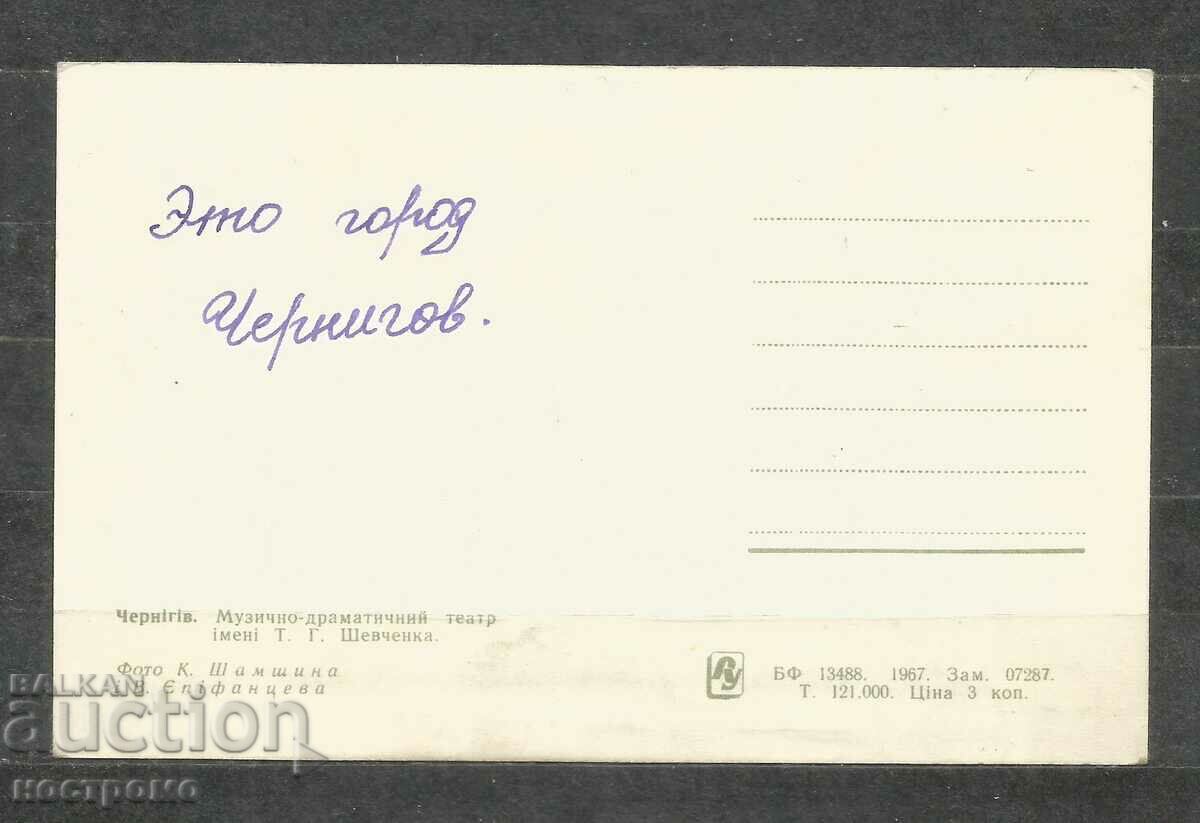 Это город
Чернигов.
Чернігів. Музично-драматичний театр
імені Т. Г. Шевченка.
Фото К. Шамшина
В. Єпіфанцева
БФ 13488. 1967. Зам. 07287.
Т. 121.000. Ціна 3 коп.
BALKAN
auction
ностромо